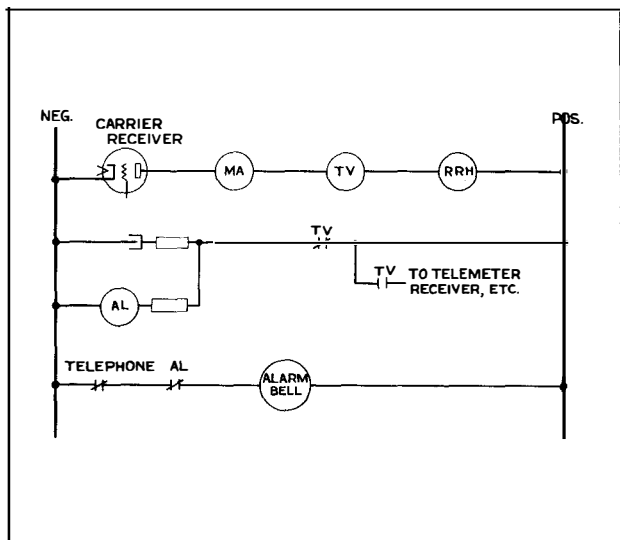 NEG.
POS.
CARRIER
RECEIVER
MA
TV
RRH
TV
TV
TO TELEMETER
RECEIVER, ETC.
AL
TELEPHONE AL
ALARM
BELL